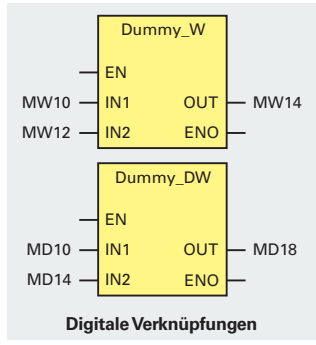 Dummy_W
EN
MW10 IN1 OUT MW14
MW12 IN2 ENO
Dummy_DW
EN
MD10 IN1 OUT MD18
MD14 IN2 ENO
Digitale Verknüpfungen